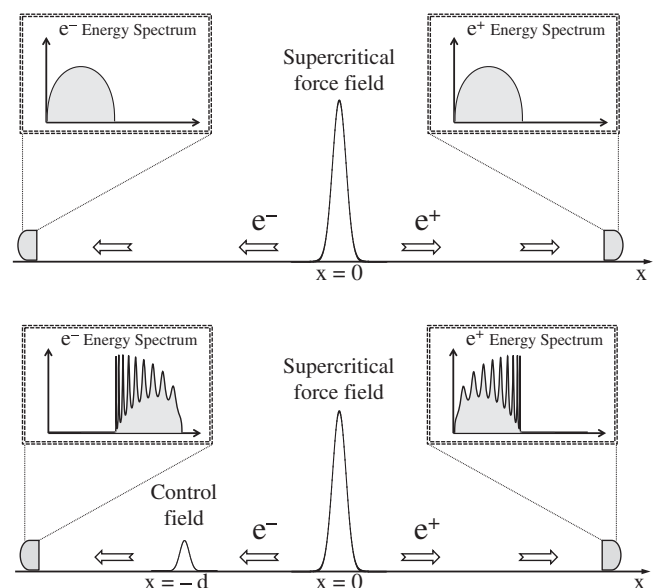 e⁻ Energy Spectrum
e⁺ Energy Spectrum
Supercritical
force field
e⁻
e⁺
x = 0
x
e⁻ Energy Spectrum
e⁺ Energy Spectrum
Supercritical
force field
Control
field
e⁻
e⁺
x = – d
x = 0
x